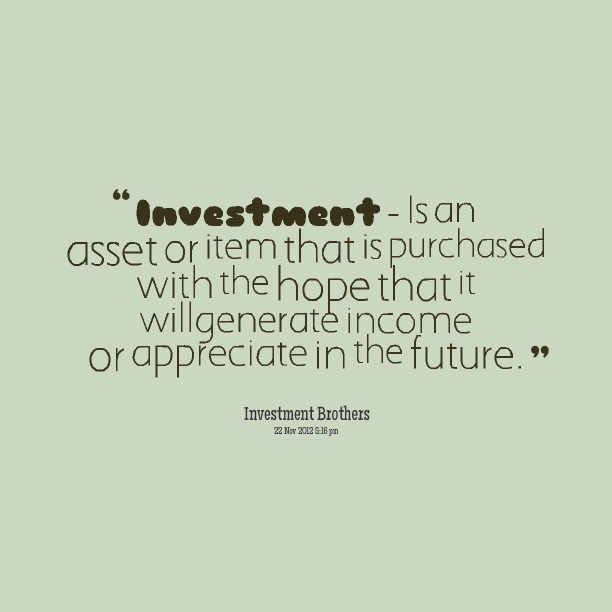 “Investment - Is an
asset or item that is purchased
with the hope that it
willgenerate income
or appreciate in the future.”
Investment Brothers
22 Nov 2012 5:16 pm